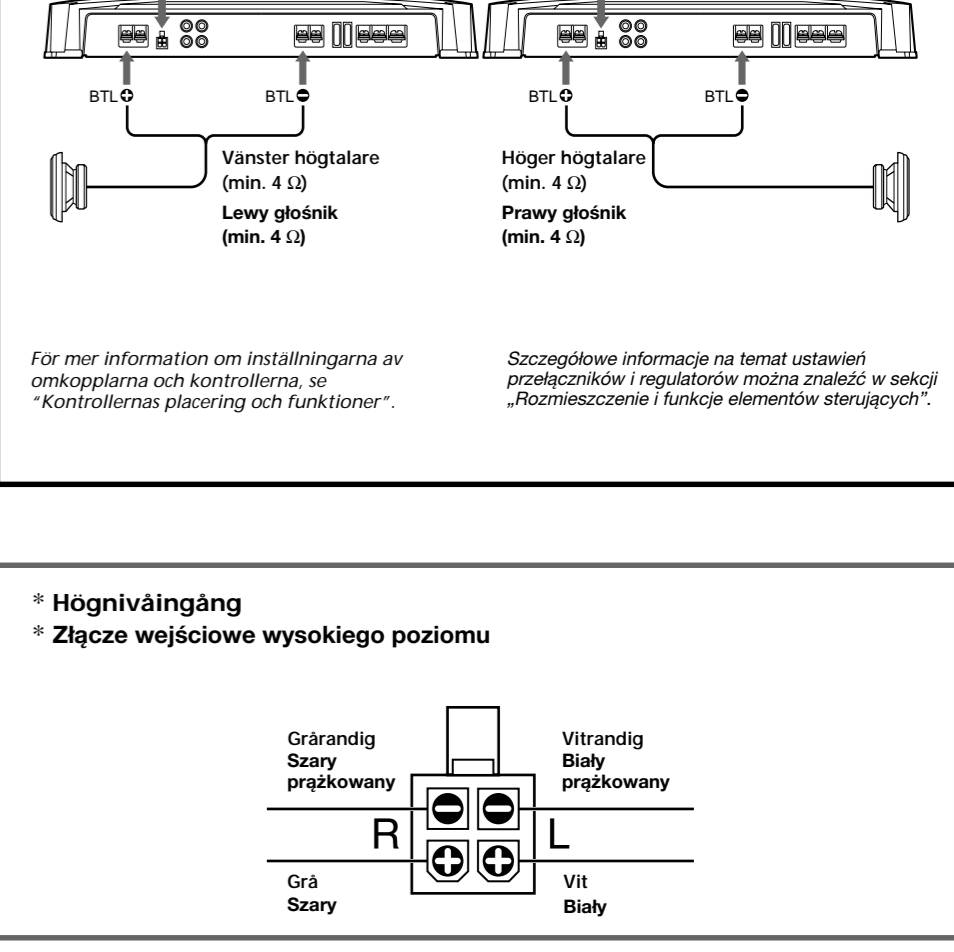 BTL
BTL
Vänster högtalare
(min. 4 Ω)
Lewy głośnik
(min. 4 Ω)
BTL
BTL
Höger högtalare
(min. 4 Ω)
Prawy głośnik
(min. 4 Ω)
För mer information om inställningarna av
omkopplarna och kontrollerna, se
“Kontrollernas placering och funktioner”.
Szczegółowe informacje na temat ustawień
przełączników i regulatorów można znaleźć w sekcji
„Rozmieszczenie i funkcje elementów sterujących”.
* Högnivåingång
* Złącze wejściowe wysokiego poziomu
Grårandig
Szary
prążkowany
Vitrandig
Biały
prążkowany
R
L
Grå
Szary
Vit
Biały